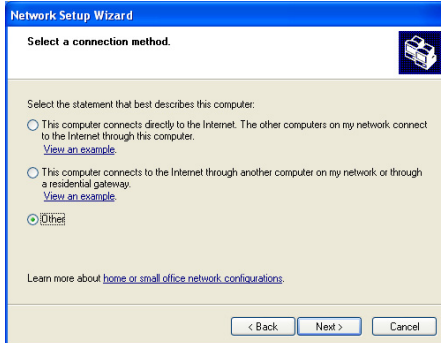 Network Setup Wizard
Select a connection method.
Select the statement that best describes this computer:
This computer connects directly to the Internet. The other computers on my network connect
to the Internet through this computer.
View an example.
This computer connects to the Internet through another computer on my network or through
a residential gateway.
View an example.
Other
Learn more about home or small office network configurations.
< Back Next > Cancel